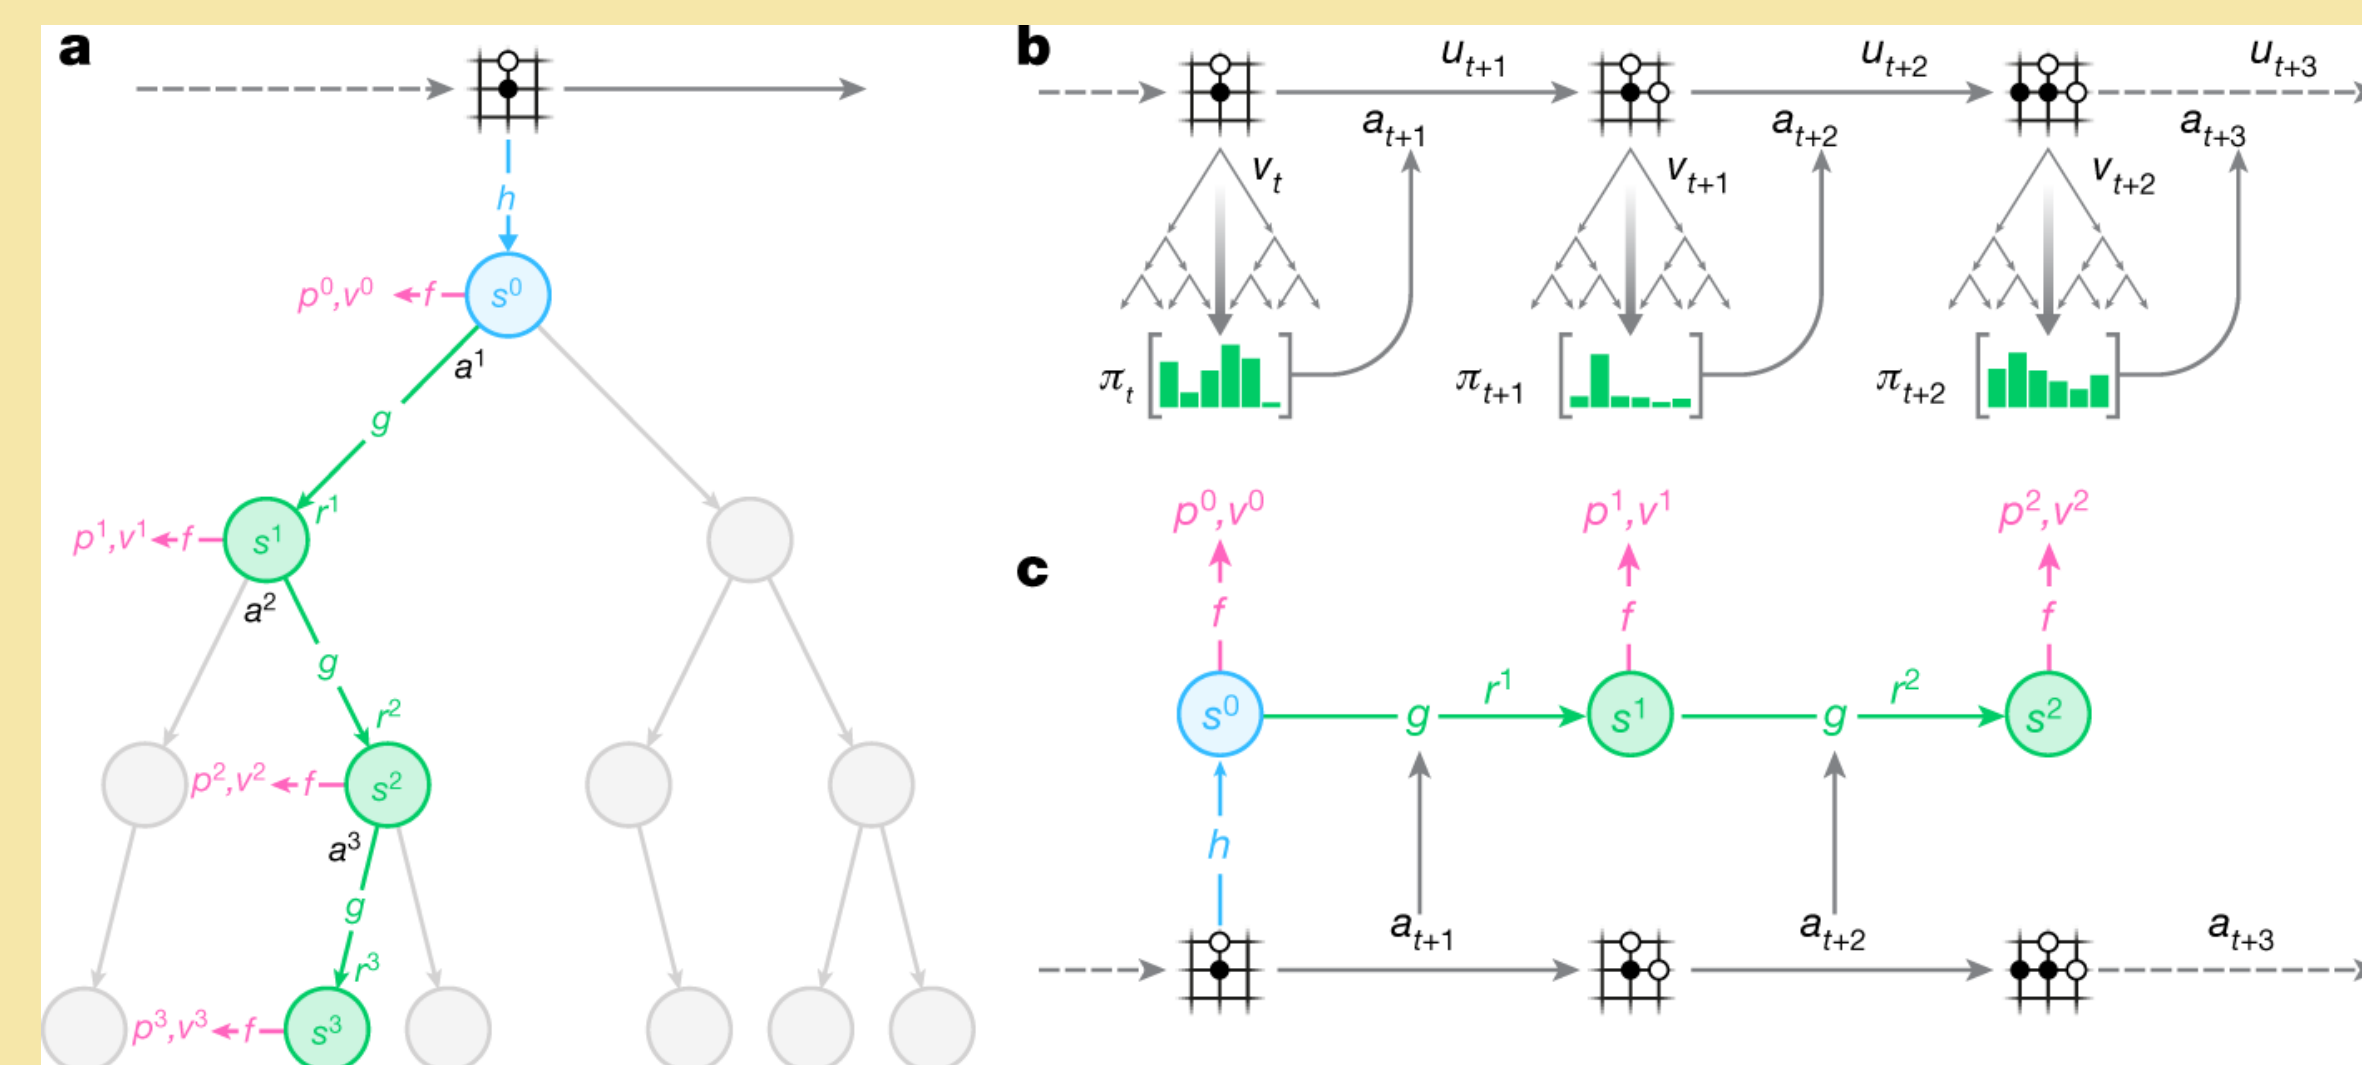 a
h
p⁰,v⁰ f s⁰
a¹
g
r¹
p¹,v¹ f s¹
a²
g
r²
p²,v² f s²
a³
g
r³
p³,v³ f s³
b
u_{t+1} u_{t+2} u_{t+3}
a_{t+1} a_{t+2} a_{t+3}
v_t v_{t+1} v_{t+2}
π_t π_{t+1} π_{t+2}
c
p⁰,v⁰ p¹,v¹ p²,v²
f f f
r¹ r²
s⁰ g s¹ g s²
h
a_{t+1} a_{t+2} a_{t+3}